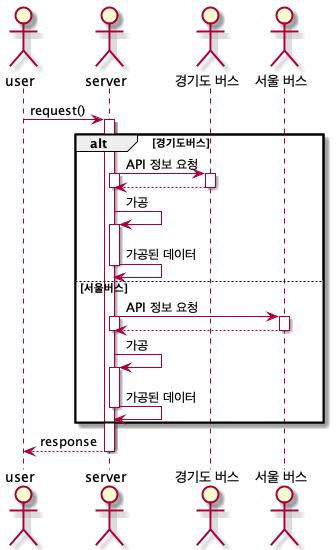 user server 경기도 버스 서울 버스
request()
alt [경기도버스]
API 정보 요청
가공
가공된 데이터
[서울버스]
API 정보 요청
가공
가공된 데이터
response
user server 경기도 버스 서울 버스